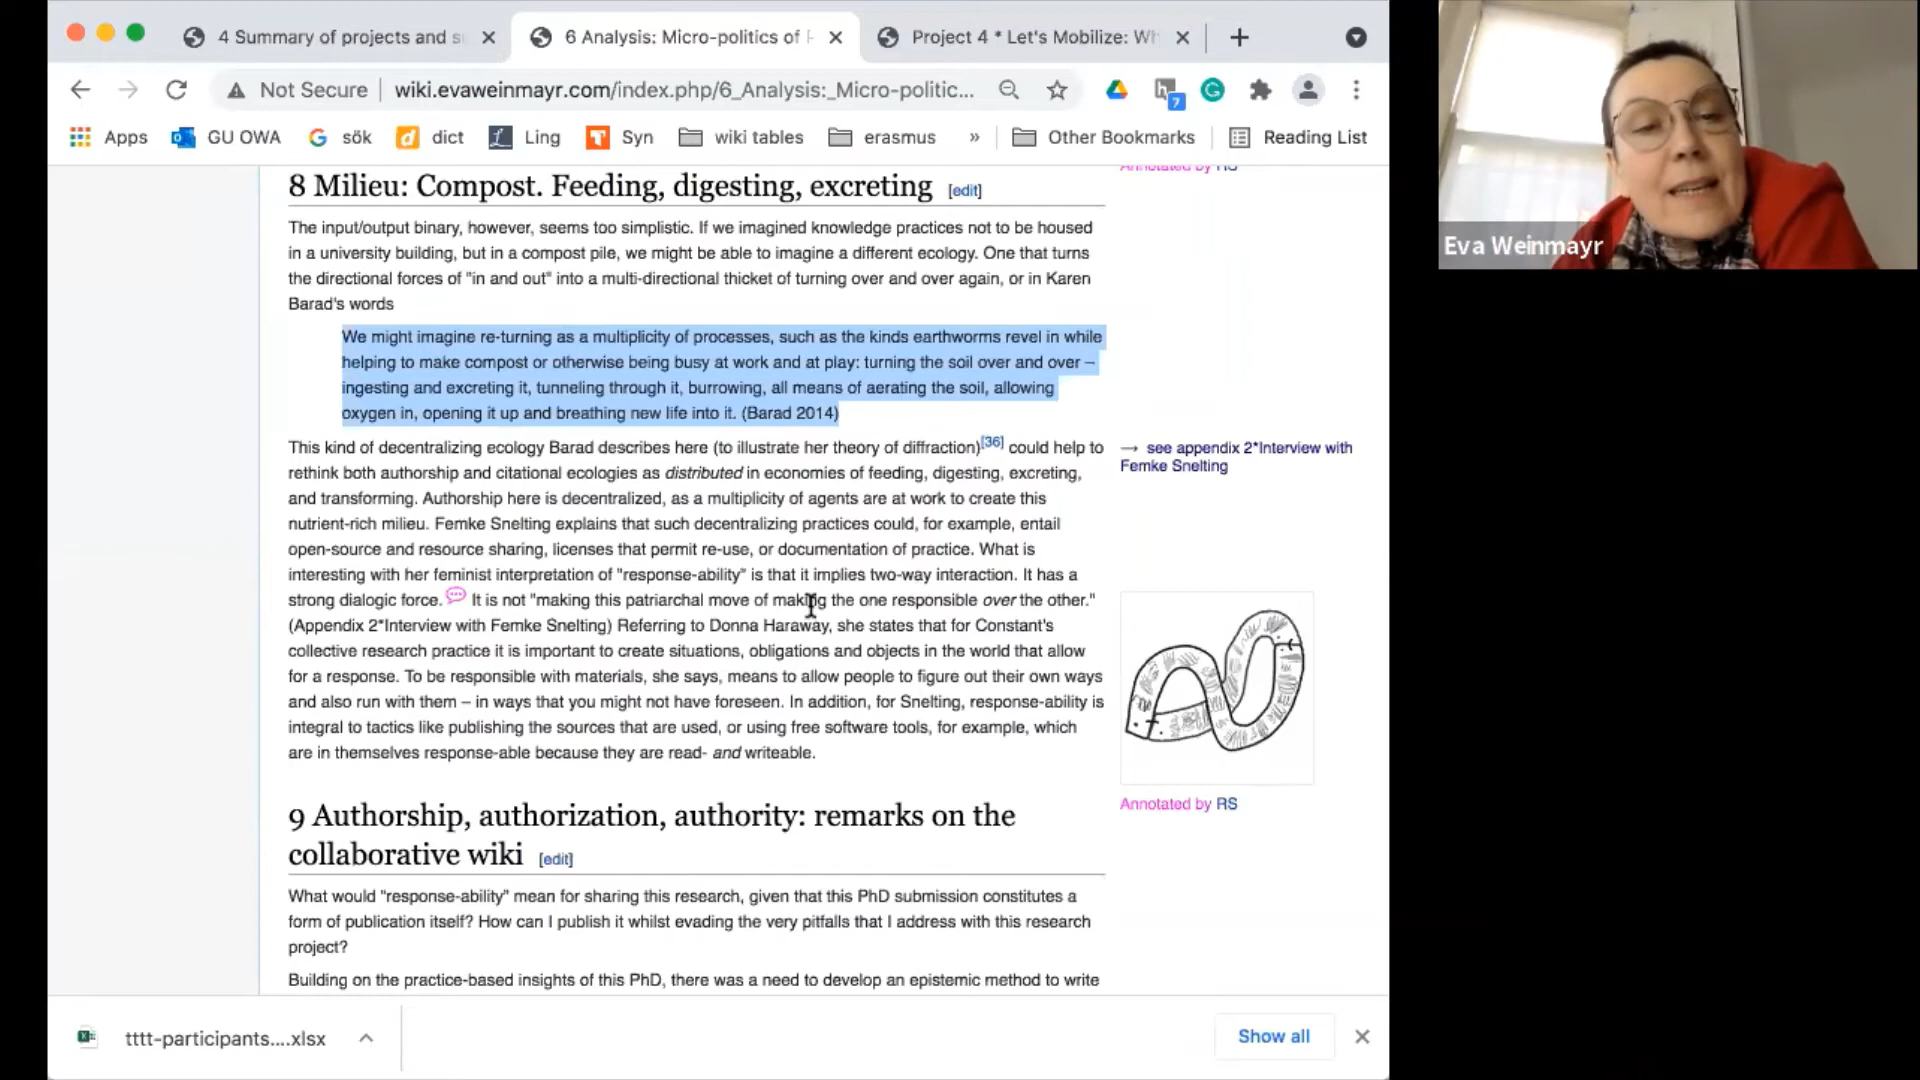 4 Summary of projects and su
6 Analysis: Micro-politics of P
Project 4 * Let's Mobilize: Wh
Not Secure
wiki.evaweinmayr.com/index.php/6_Analysis:_Micro-politic...
7
Apps
GU OWA
sök
dict
Ling
Syn
wiki tables
erasmus
»
Other Bookmarks
Reading List
Annotated by RS
8 Milieu: Compost. Feeding, digesting, excreting [edit]
The input/output binary, however, seems too simplistic. If we imagined knowledge practices not to be housed
in a university building, but in a compost pile, we might be able to imagine a different ecology. One that turns
the directional forces of "in and out" into a multi-directional thicket of turning over and over again, or in Karen
Barad's words
We might imagine re-turning as a multiplicity of processes, such as the kinds earthworms revel in while
helping to make compost or otherwise being busy at work and at play: turning the soil over and over –
ingesting and excreting it, tunneling through it, burrowing, all means of aerating the soil, allowing
oxygen in, opening it up and breathing new life into it. (Barad 2014)
This kind of decentralizing ecology Barad describes here (to illustrate her theory of diffraction)[36] could help to
rethink both authorship and citational ecologies as distributed in economies of feeding, digesting, excreting,
and transforming. Authorship here is decentralized, as a multiplicity of agents are at work to create this
nutrient-rich milieu. Femke Snelting explains that such decentralizing practices could, for example, entail
open-source and resource sharing, licenses that permit re-use, or documentation of practice. What is
interesting with her feminist interpretation of "response-ability" is that it implies two-way interaction. It has a
strong dialogic force. It is not "making this patriarchal move of making the one responsible over the other."
(Appendix 2*Interview with Femke Snelting) Referring to Donna Haraway, she states that for Constant's
collective research practice it is important to create situations, obligations and objects in the world that allow
for a response. To be responsible with materials, she says, means to allow people to figure out their own ways
and also run with them – in ways that you might not have foreseen. In addition, for Snelting, response-ability is
integral to tactics like publishing the sources that are used, or using free software tools, for example, which
are in themselves response-able because they are read- and writeable.
→ see appendix 2*Interview with
Femke Snelting
Annotated by RS
9 Authorship, authorization, authority: remarks on the
collaborative wiki [edit]
What would "response-ability" mean for sharing this research, given that this PhD submission constitutes a
form of publication itself? How can I publish it whilst evading the very pitfalls that I address with this research
project?
Building on the practice-based insights of this PhD, there was a need to develop an epistemic method to write
tttt-participants....xlsx
Show all
Eva Weinmayr